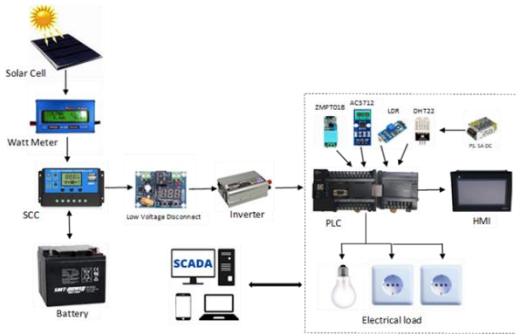 Solar Cell
Watt Meter
SCC
Battery
Low Voltage Disconnect
Inverter
SCADA
ZMPT01B
ACS712
LDR
DHT22
PS. 5A DC
PLC
HMI
Electrical load